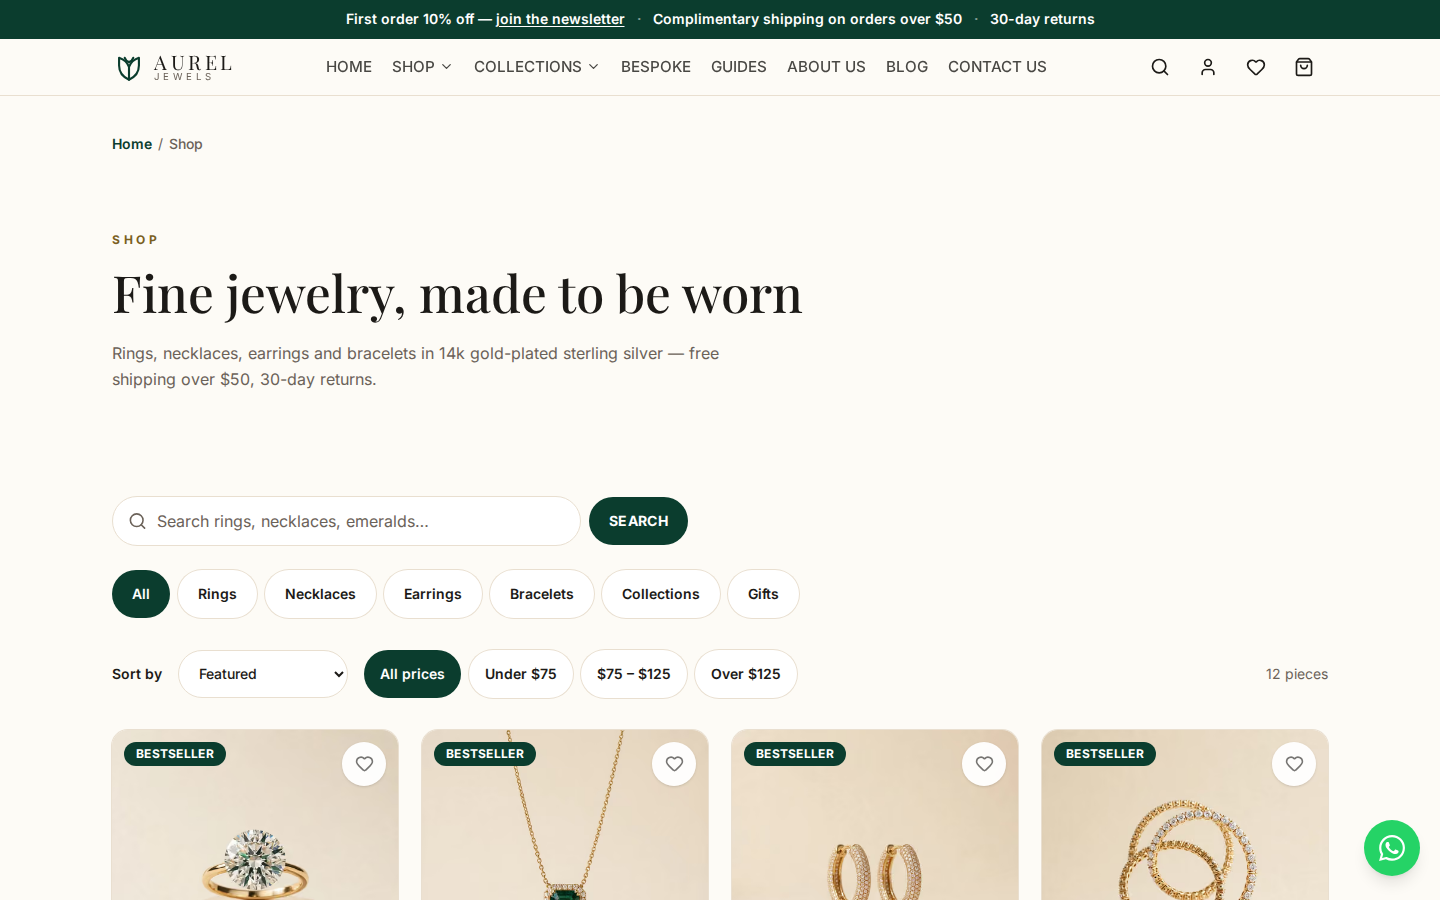 First order 10% off — join the newsletter · Complimentary shipping on orders over $50 · 30-day returns
AUREL
JEWELS
HOME SHOP COLLECTIONS BESPOKE GUIDES ABOUT US BLOG CONTACT US
Home / Shop
SHOP
Fine jewelry, made to be worn
Rings, necklaces, earrings and bracelets in 14k gold-plated sterling silver — free
shipping over $50, 30-day returns.
Search rings, necklaces, emeralds...
SEARCH
All Rings Necklaces Earrings Bracelets Collections Gifts
Sort by Featured All prices Under $75 $75 – $125 Over $125 12 pieces
BESTSELLER BESTSELLER BESTSELLER BESTSELLER